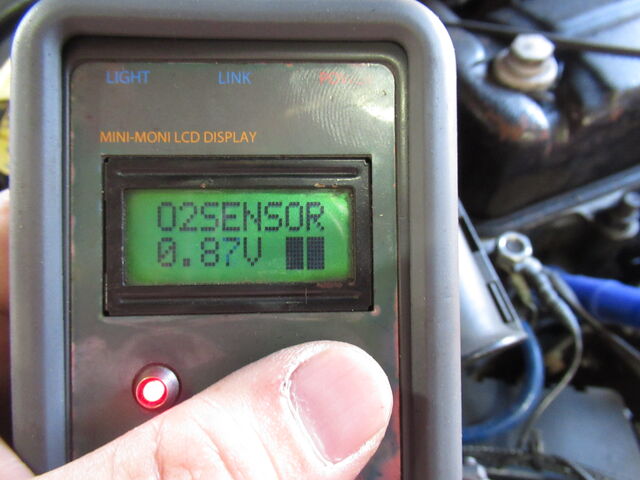 LIGHT LINK
MINI-MONI LCD DISPLAY
O2SENSOR
0.87V